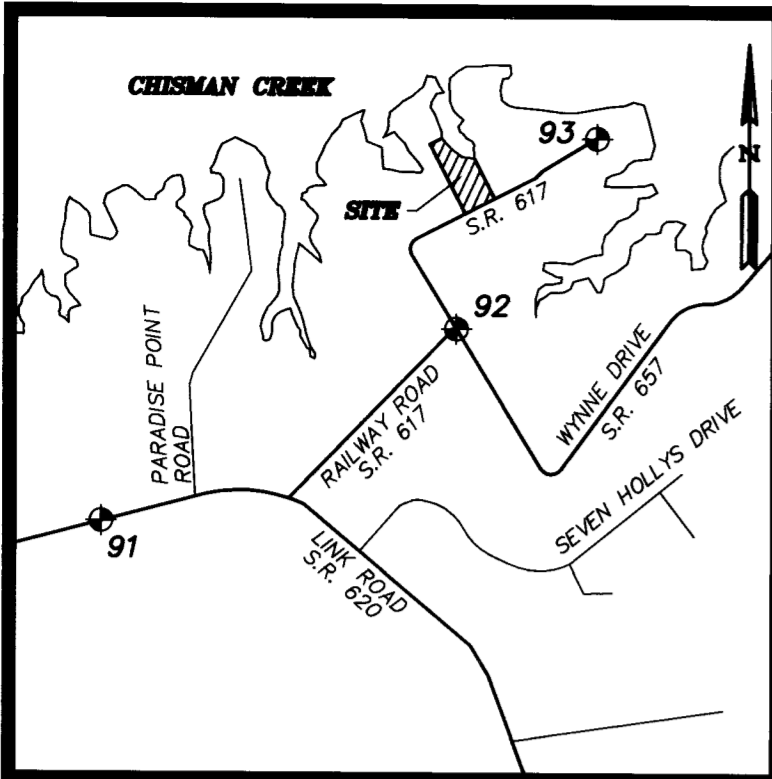 CHISMAN CREEK
93
N
SITE
S.R. 617
92
PARADISE POINT
ROAD
RAILWAY ROAD
S.R. 617
WYNNE DRIVE
S.R. 657
SEVEN HOLLYS DRIVE
91
LINK ROAD
S.R. 620